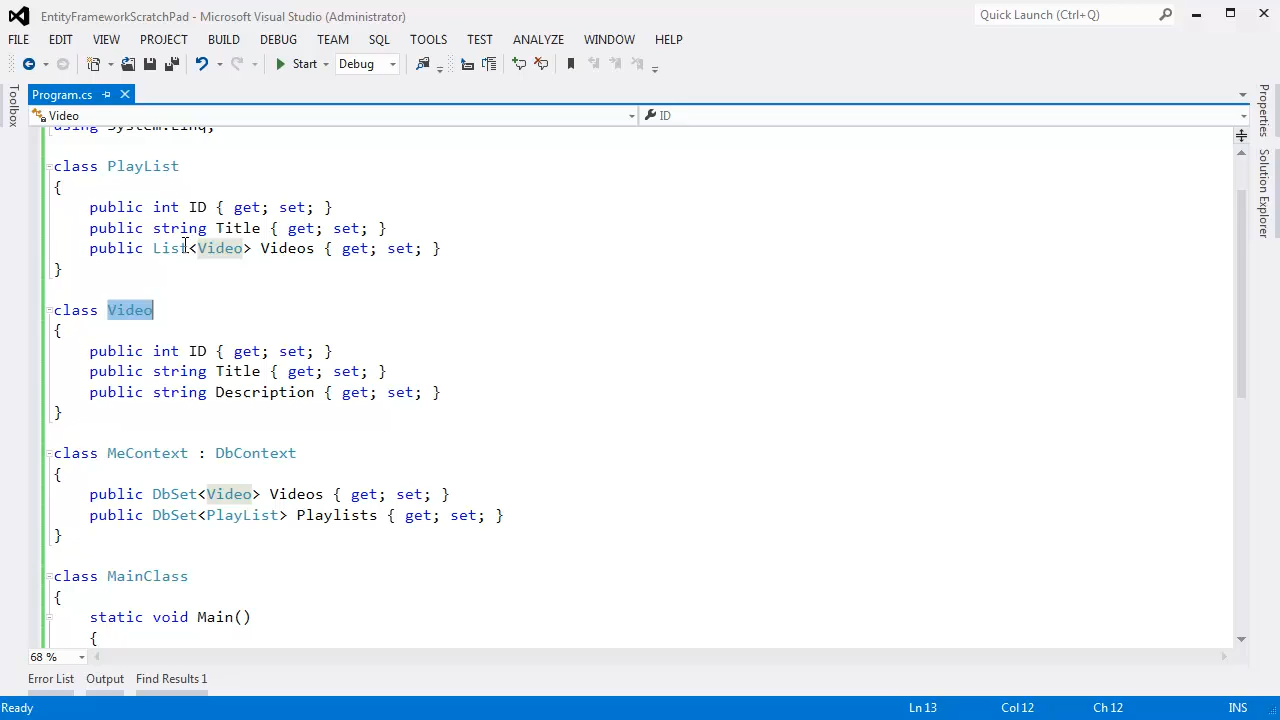 EntityFrameworkScratchPad - Microsoft Visual Studio (Administrator)
Quick Launch (Ctrl+Q)
FILE EDIT VIEW PROJECT BUILD DEBUG TEAM SQL TOOLS TEST ANALYZE WINDOW HELP
Start Debug
Toolbox
Program.cs
Properties
Solution Explorer
Video ID
using System.Linq;
class PlayList
{
public int ID { get; set; }
public string Title { get; set; }
public List<Video> Videos { get; set; }
}
class Video
{
public int ID { get; set; }
public string Title { get; set; }
public string Description { get; set; }
}
class MeContext : DbContext
{
public DbSet<Video> Videos { get; set; }
public DbSet<PlayList> Playlists { get; set; }
}
class MainClass
{
static void Main()
{
68 %
Error List Output Find Results 1
Ready Ln 13 Col 12 Ch 12 INS